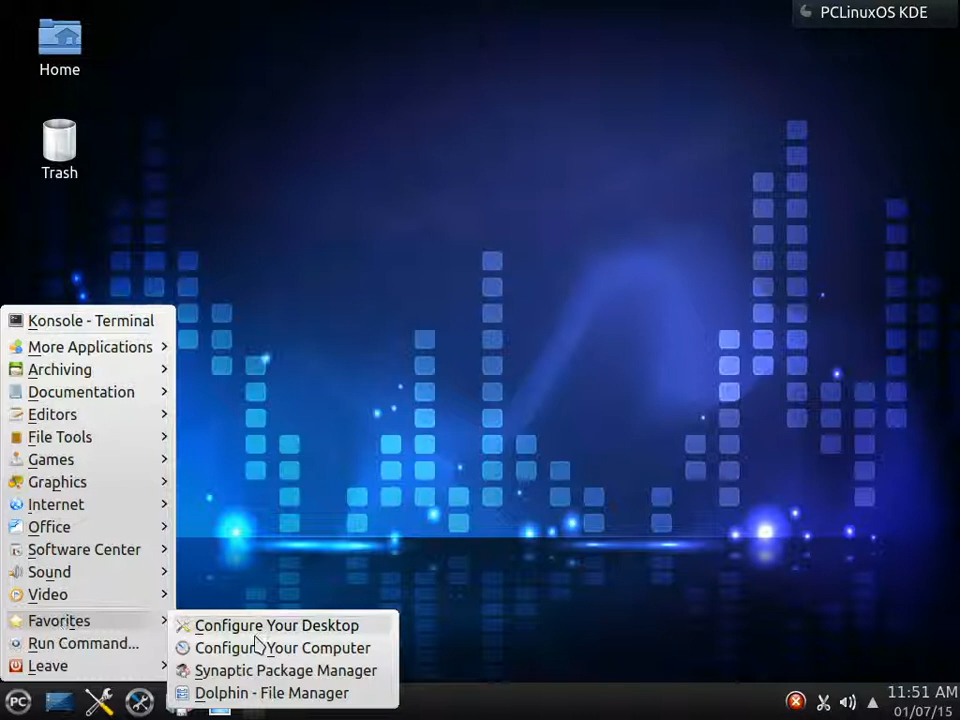 PCLinuxOS KDE
Home
Trash
Konsole - Terminal
More Applications
Archiving
Documentation
Editors
File Tools
Games
Graphics
Internet
Office
Software Center
Sound
Video
Favorites
Run Command...
Leave
Configure Your Desktop
Configure Your Computer
Synaptic Package Manager
Dolphin - File Manager
PC
11:51 AM
01/07/15